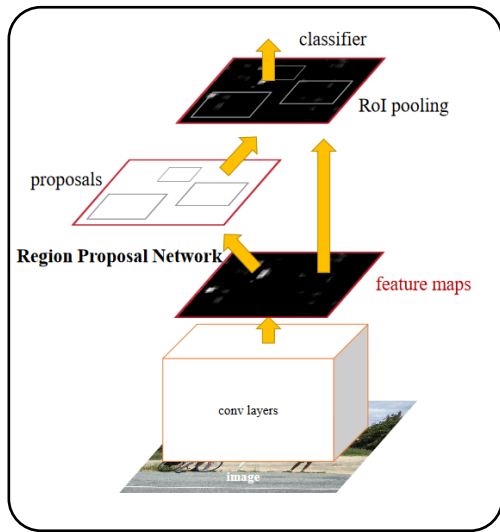 classifier
RoI pooling
proposals
Region Proposal Network
feature maps
conv layers
image